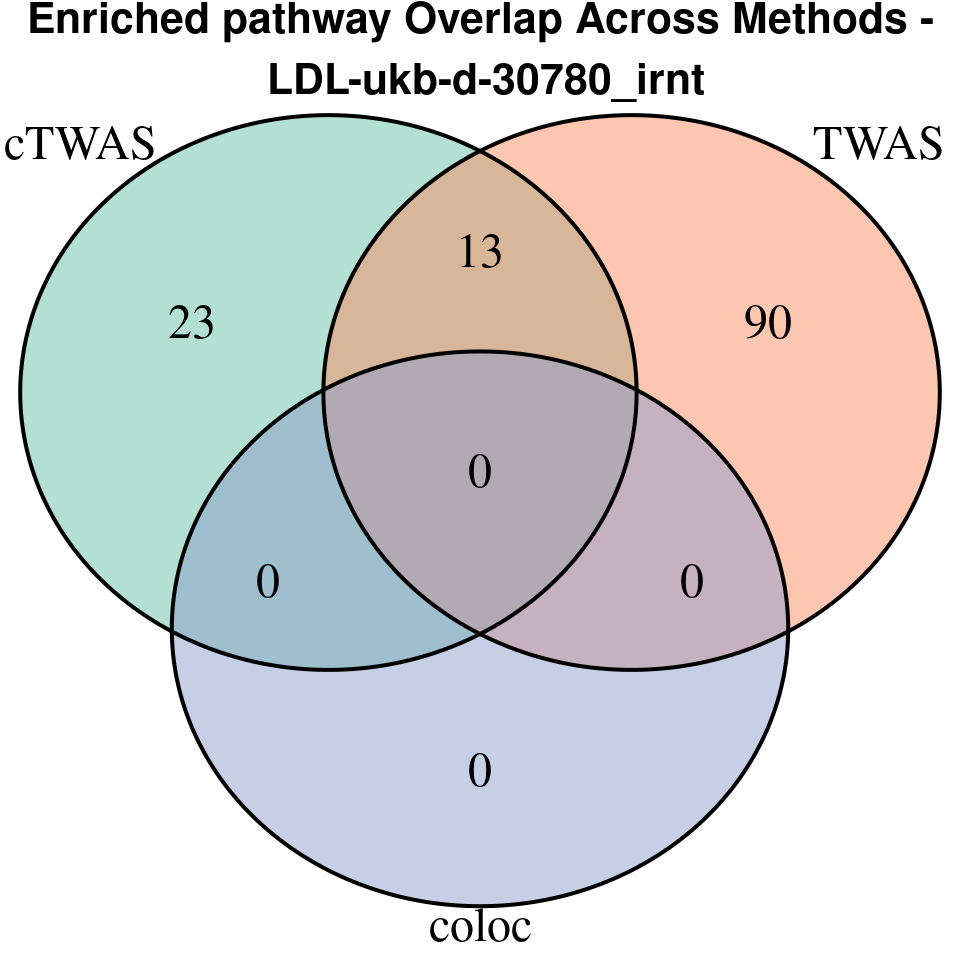 Enriched pathway Overlap Across Methods -
LDL-ukb-d-30780_irnt
cTWAS
TWAS
13
23
90
0
0
0
0
coloc